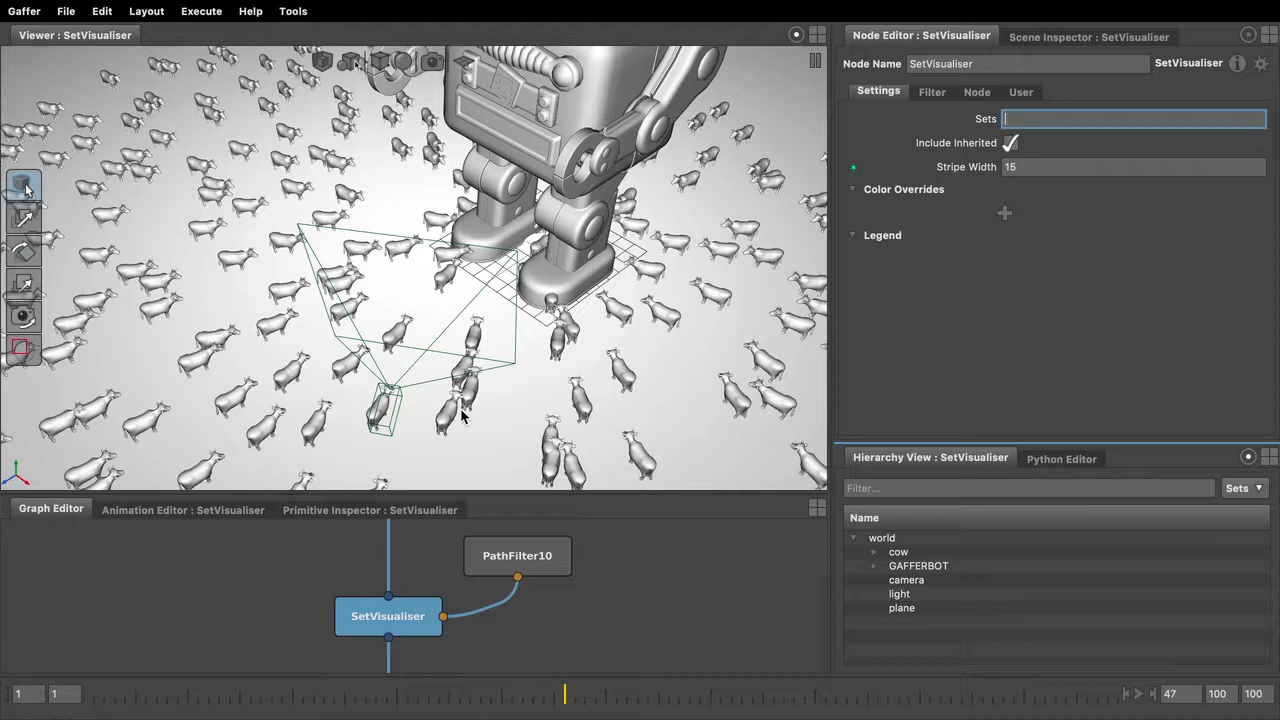 Gaffer File Edit Layout Execute Help Tools
Viewer : SetVisualiser
Node Editor : SetVisualiser Scene Inspector : SetVisualiser
Node Name SetVisualiser SetVisualiser
Settings Filter Node User
Sets
Include Inherited
Stripe Width 15
Color Overrides
Legend
Hierarchy View : SetVisualiser Python Editor
Filter... Sets
Name
world
cow
GAFFERBOT
camera
light
plane
Graph Editor Animation Editor : SetVisualiser Primitive Inspector : SetVisualiser
PathFilter10
SetVisualiser
1 1 47 100 100